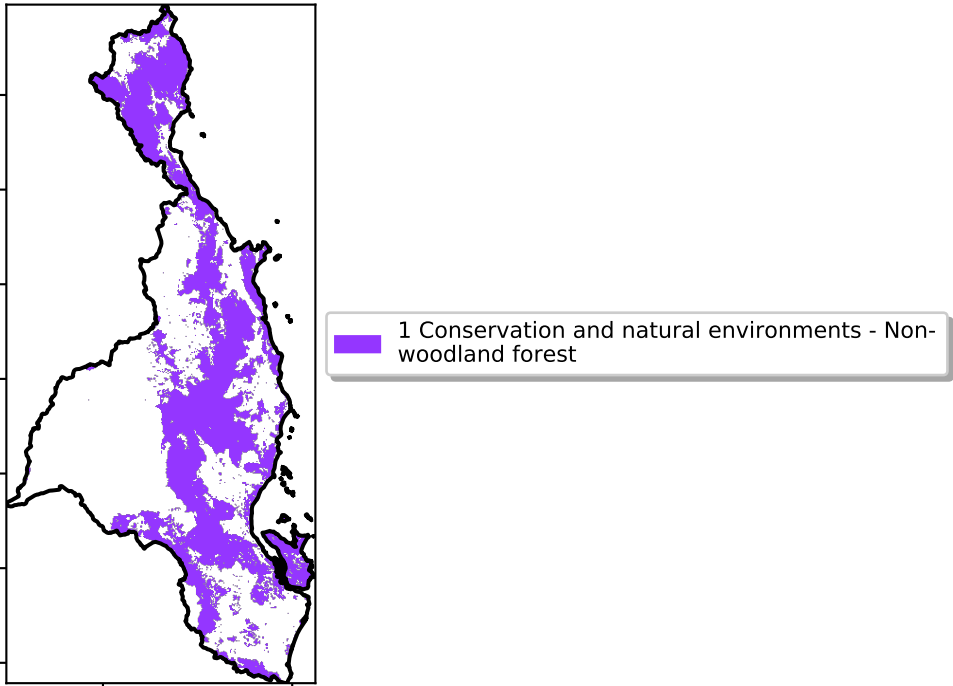 1 Conservation and natural environments - Non-
woodland forest